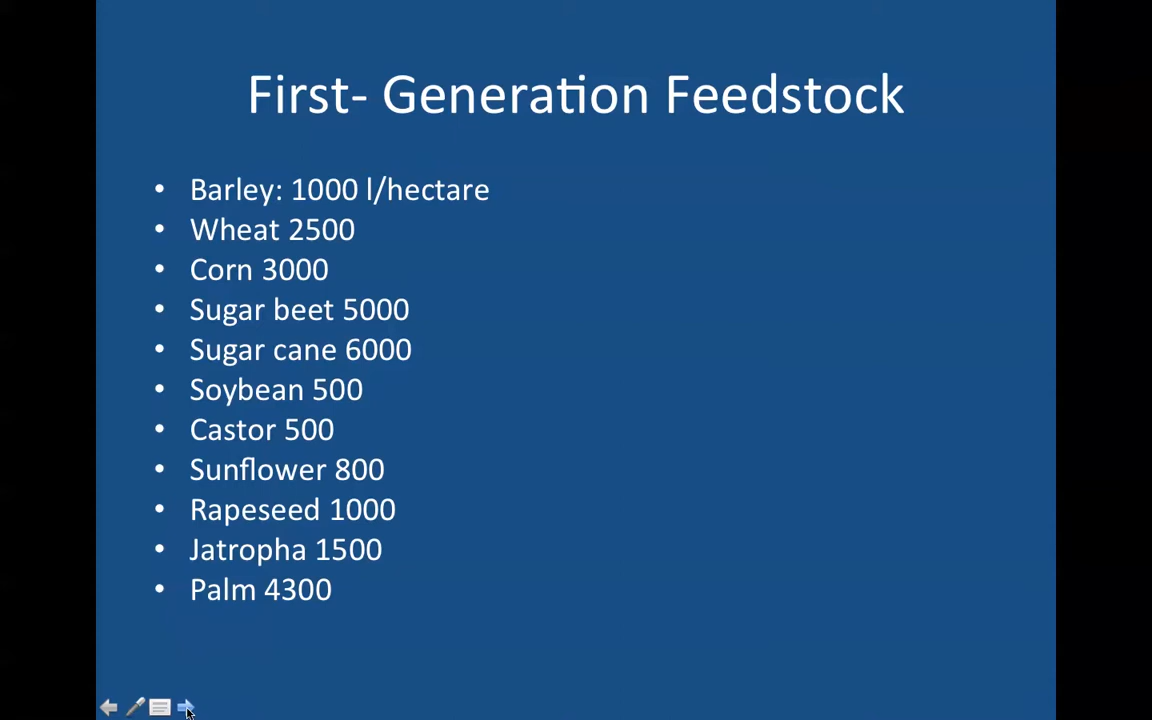 First- Generation Feedstock
• Barley: 1000 l/hectare
• Wheat 2500
• Corn 3000
• Sugar beet 5000
• Sugar cane 6000
• Soybean 500
• Castor 500
• Sunflower 800
• Rapeseed 1000
• Jatropha 1500
• Palm 4300